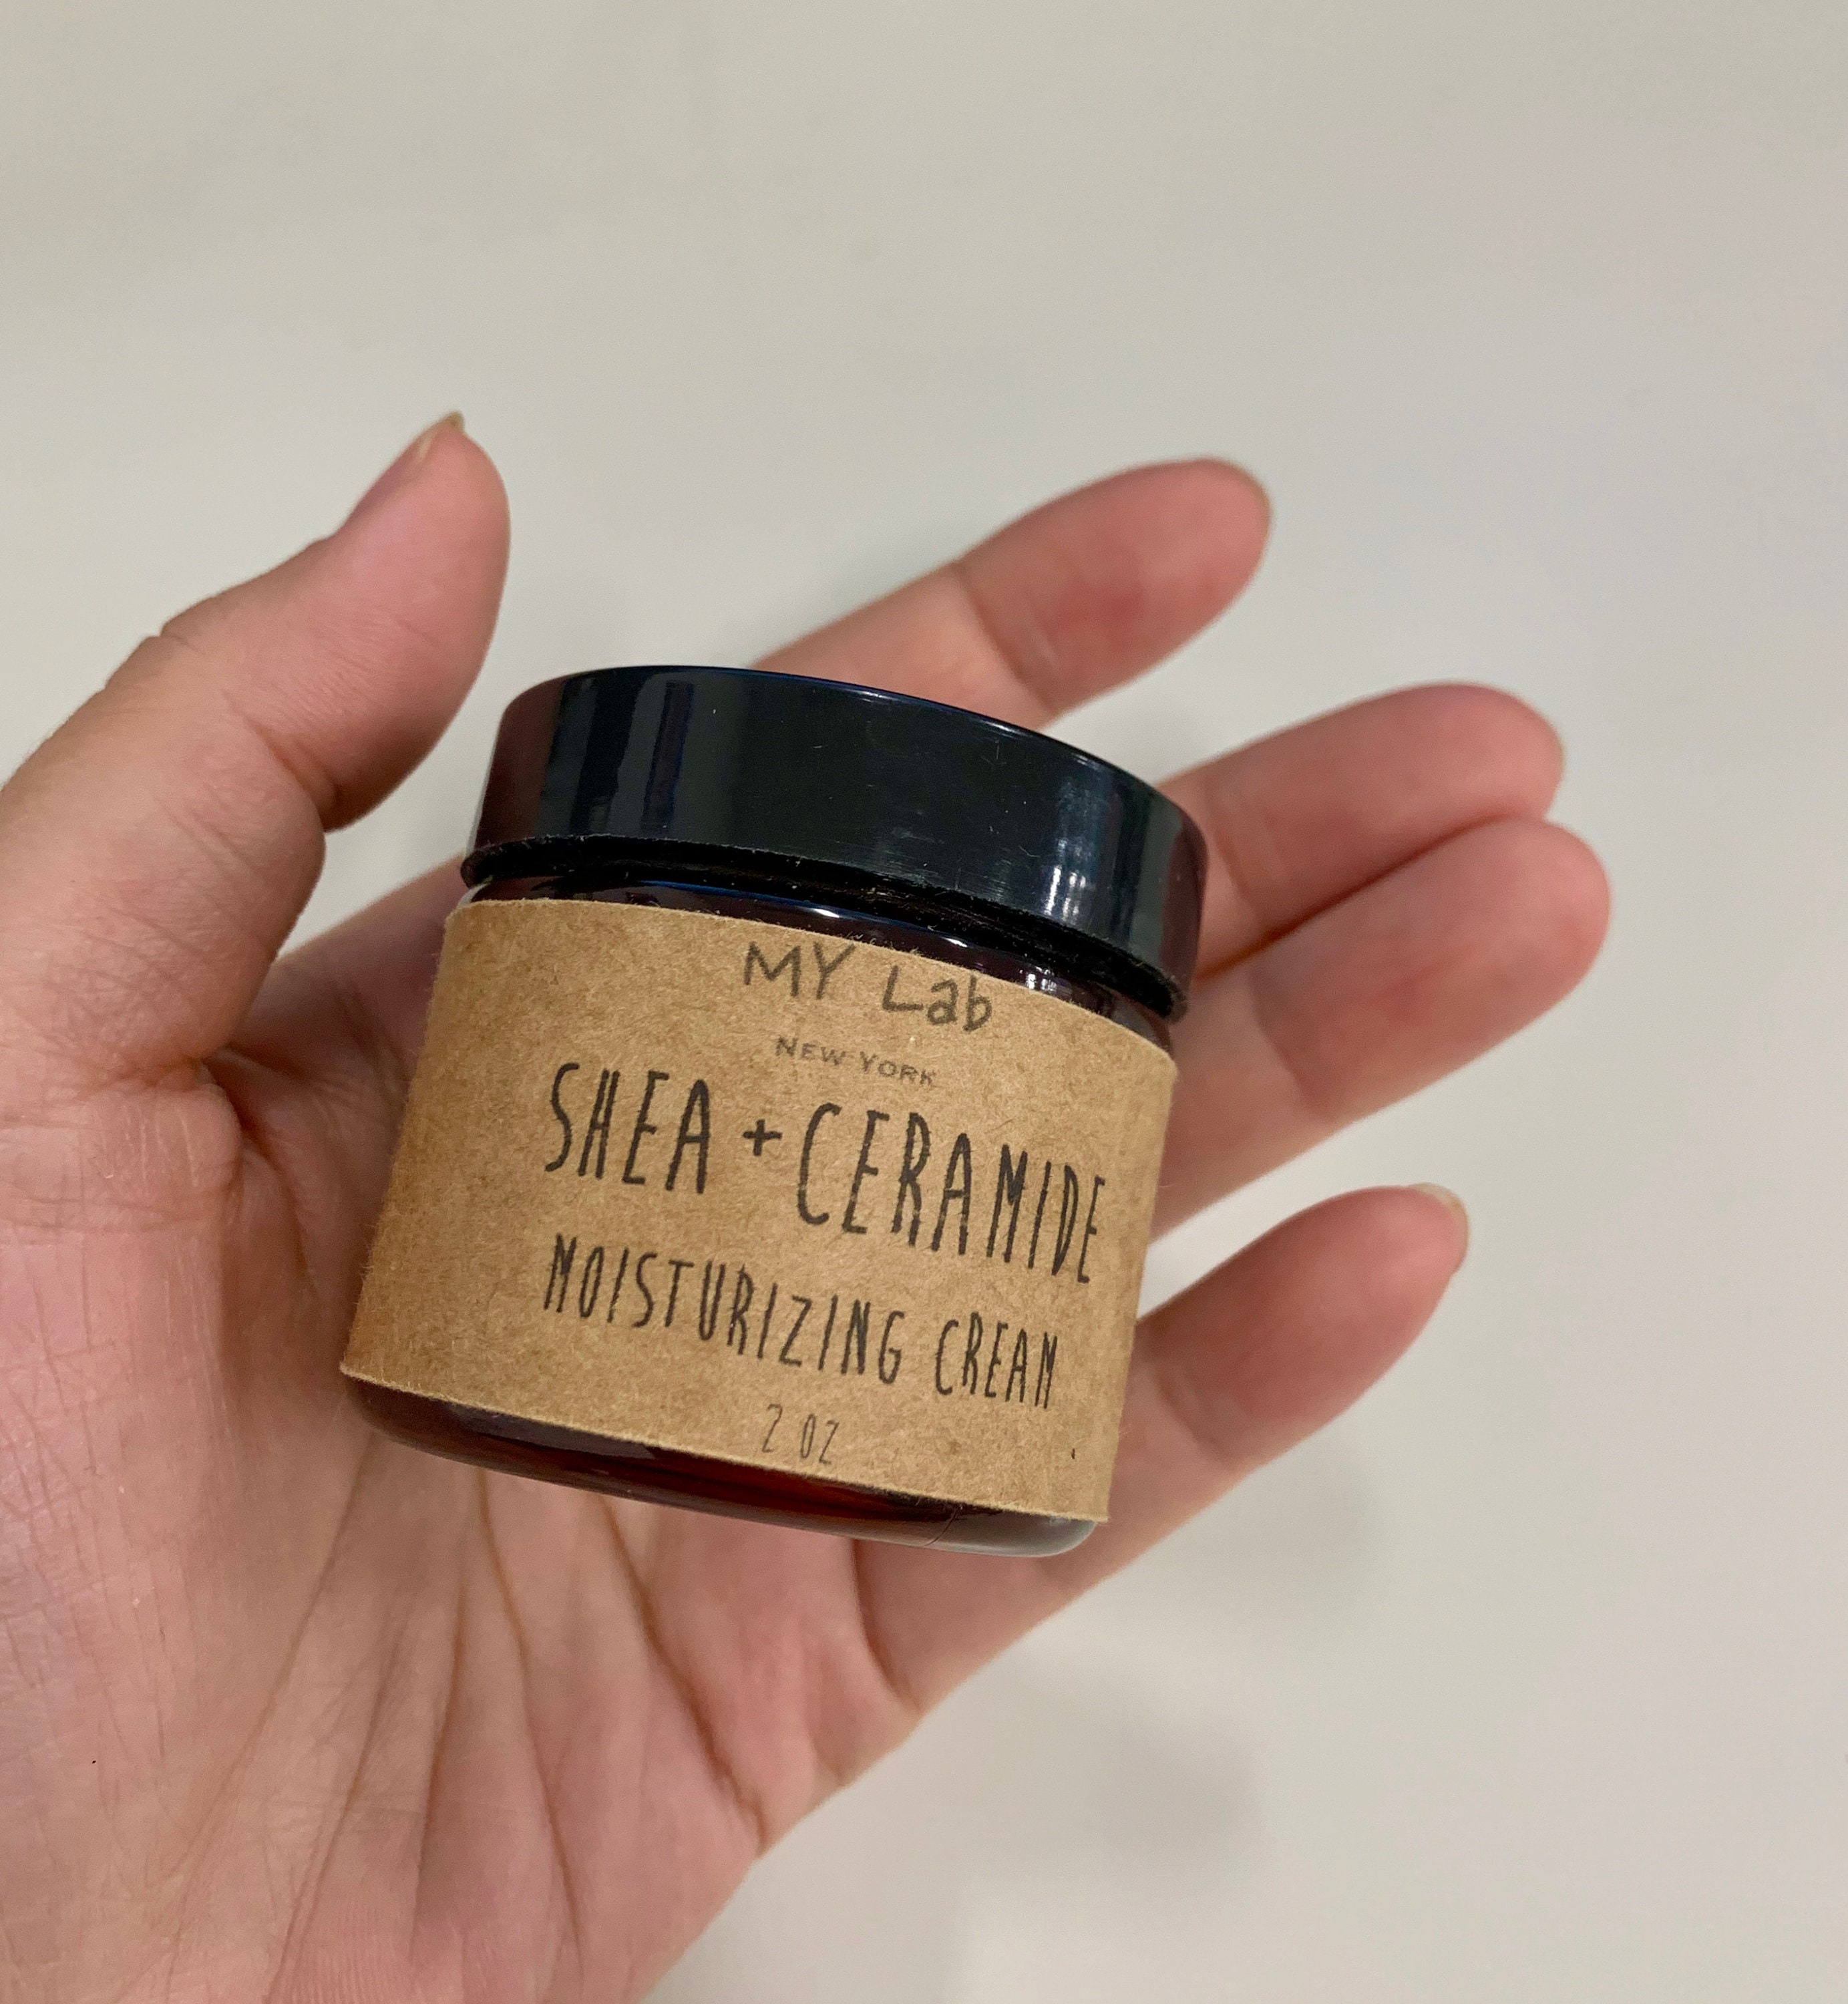 MY Lab
NEW YORK
SHEA + CERAMIDE
MOISTURIZING CREAM
2 OZ